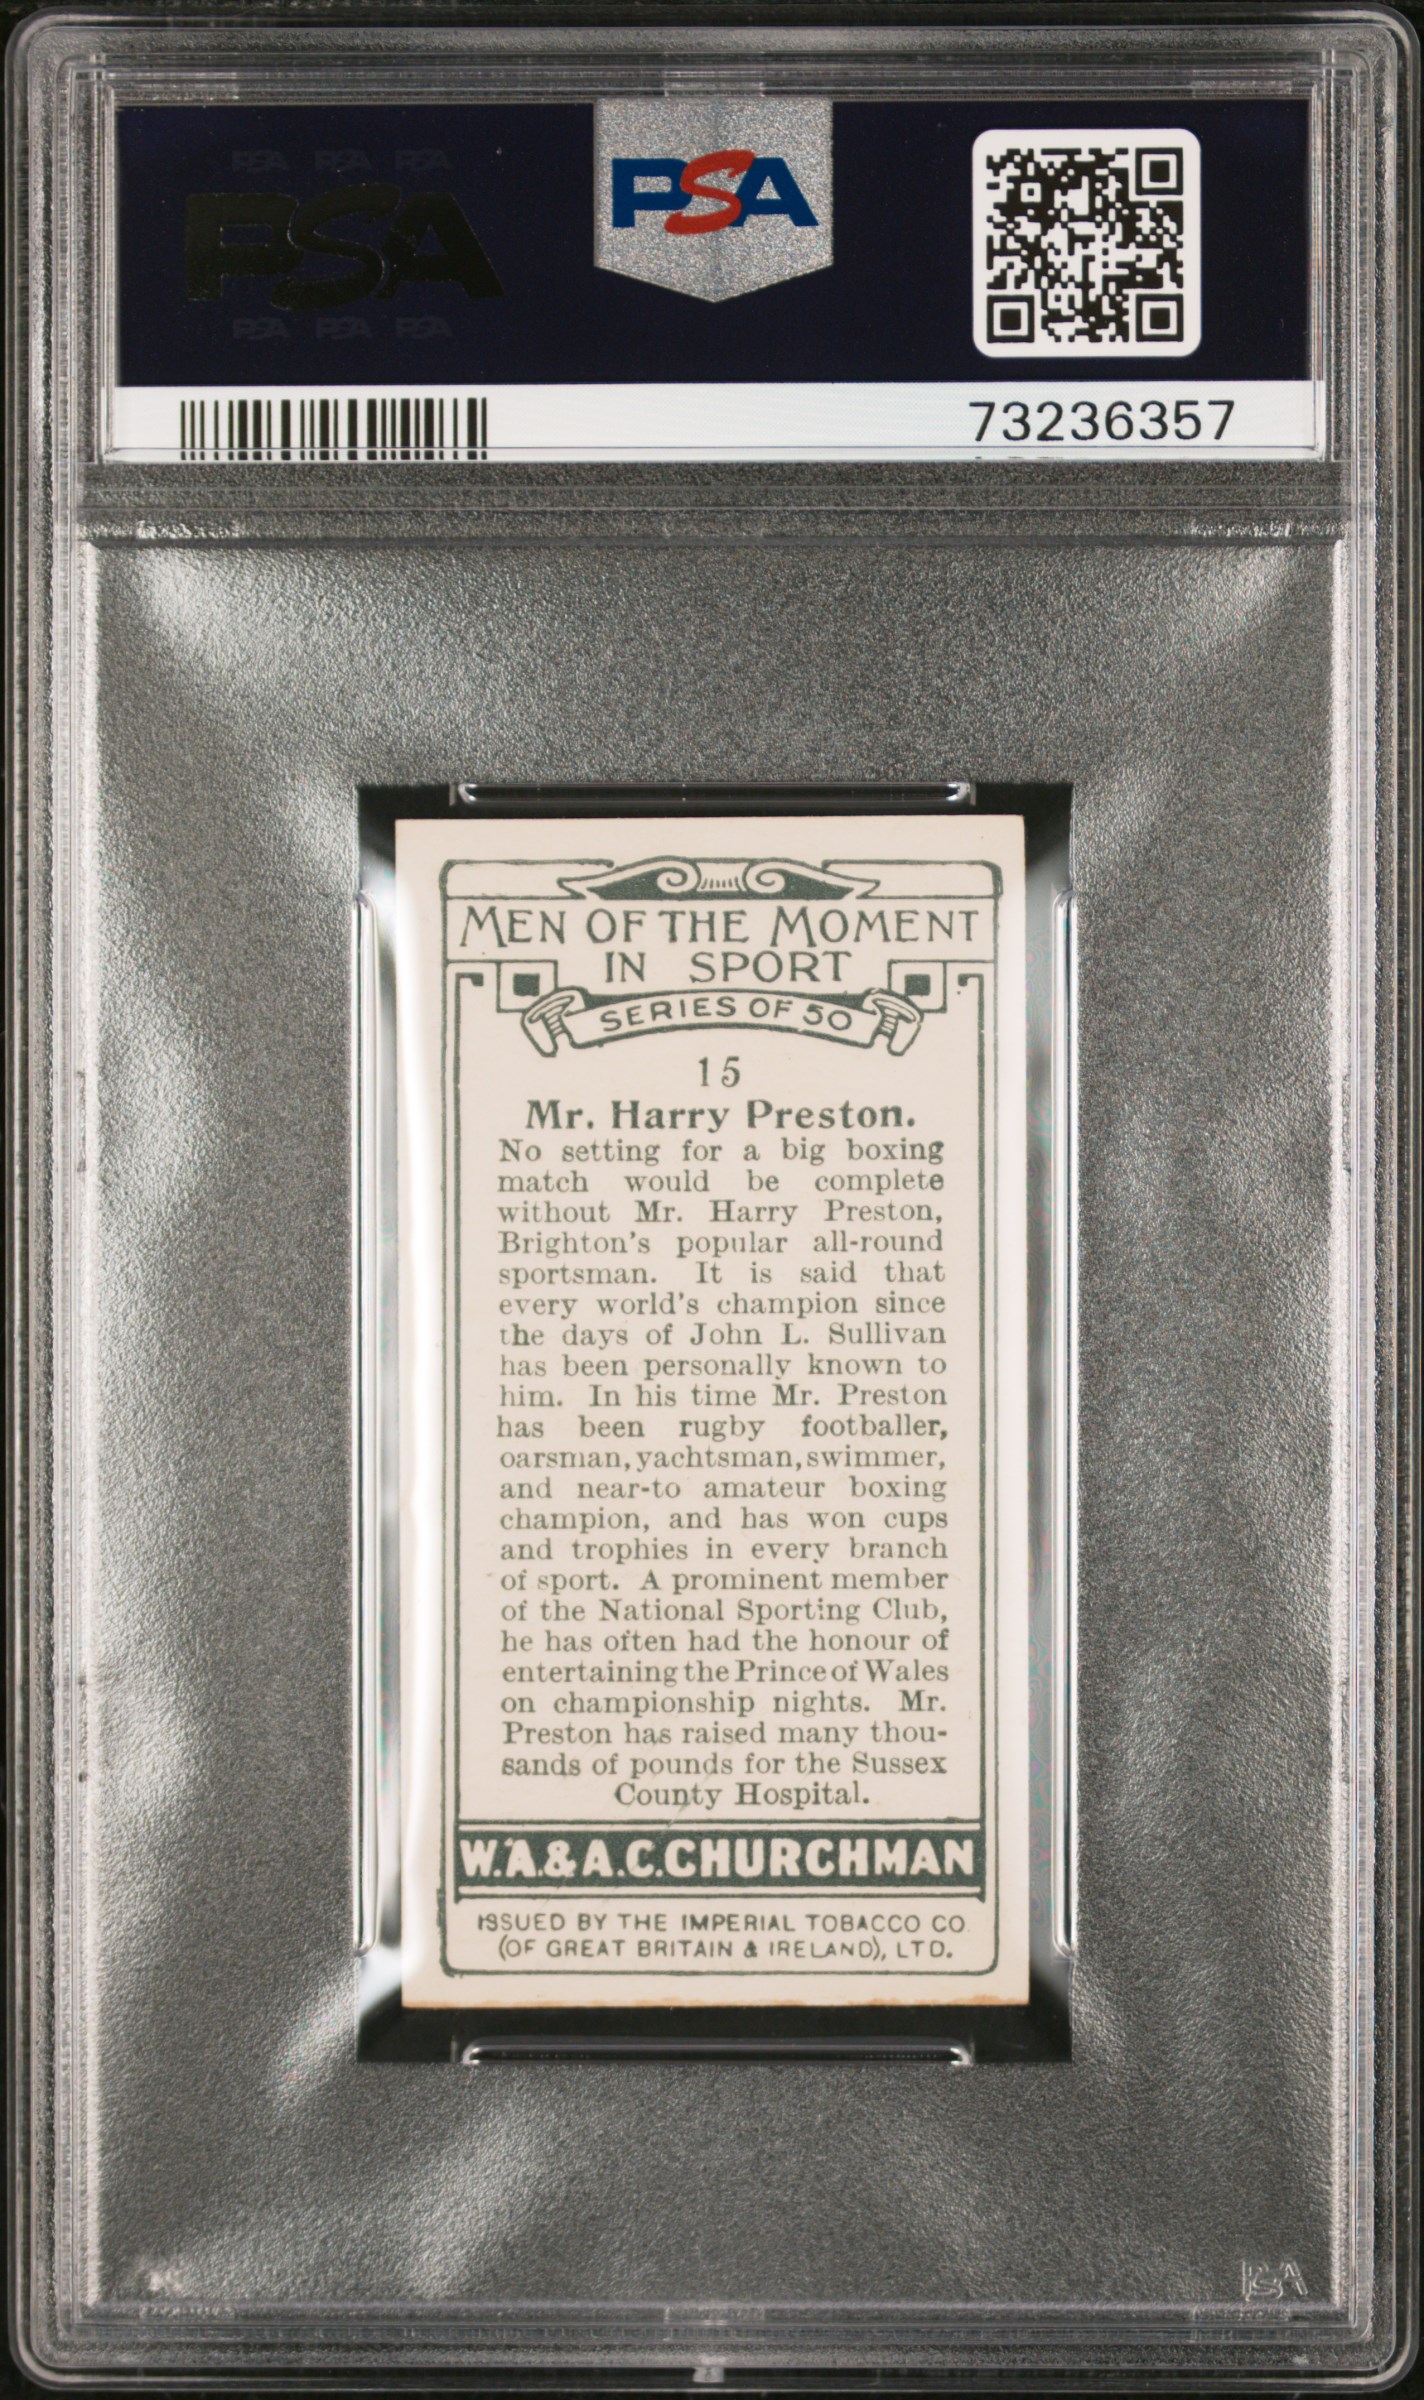 PSA PSA PSA
PSA
PSA PSA PSA
PSA
73236357
MEN OF THE MOMENT
IN SPORT
SERIES OF 50
15
Mr. Harry Preston.
No setting for a big boxing
match would be complete
without Mr. Harry Preston,
Brighton's popular all-round
sportsman. It is said that
every world's champion since
the days of John L. Sullivan
has been personally known to
him. In his time Mr. Preston
has been rugby footballer,
oarsman, yachtsman, swimmer,
and near-to amateur boxing
champion, and has won cups
and trophies in every branch
of sport. A prominent member
of the National Sporting Club,
he has often had the honour of
entertaining the Prince of Wales
on championship nights. Mr.
Preston has raised many thou-
sands of pounds for the Sussex
County Hospital.
W.A.&A.C.CHURCHMAN
ISSUED BY THE IMPERIAL TOBACCO CO
(OF GREAT BRITAIN & IRELAND), LTD.
PSA